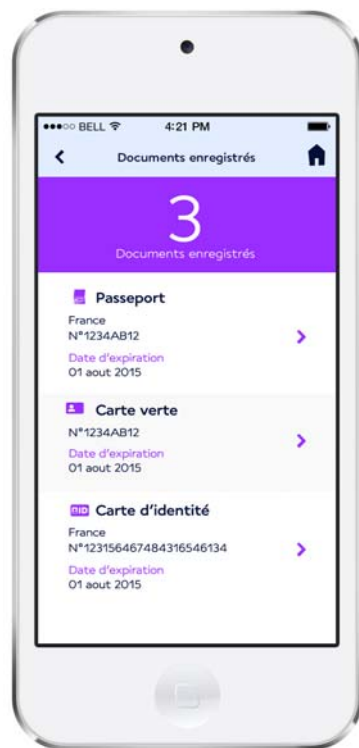 BELL 4:21 PM
Documents enregistrés
3
Documents enregistrés
Passeport
France
N°1234AB12
Date d'expiration
01 aout 2015
Carte verte
N°1234AB12
Date d'expiration
01 aout 2015
NID Carte d'identité
France
N°123156467484316546134
Date d'expiration
01 aout 2015